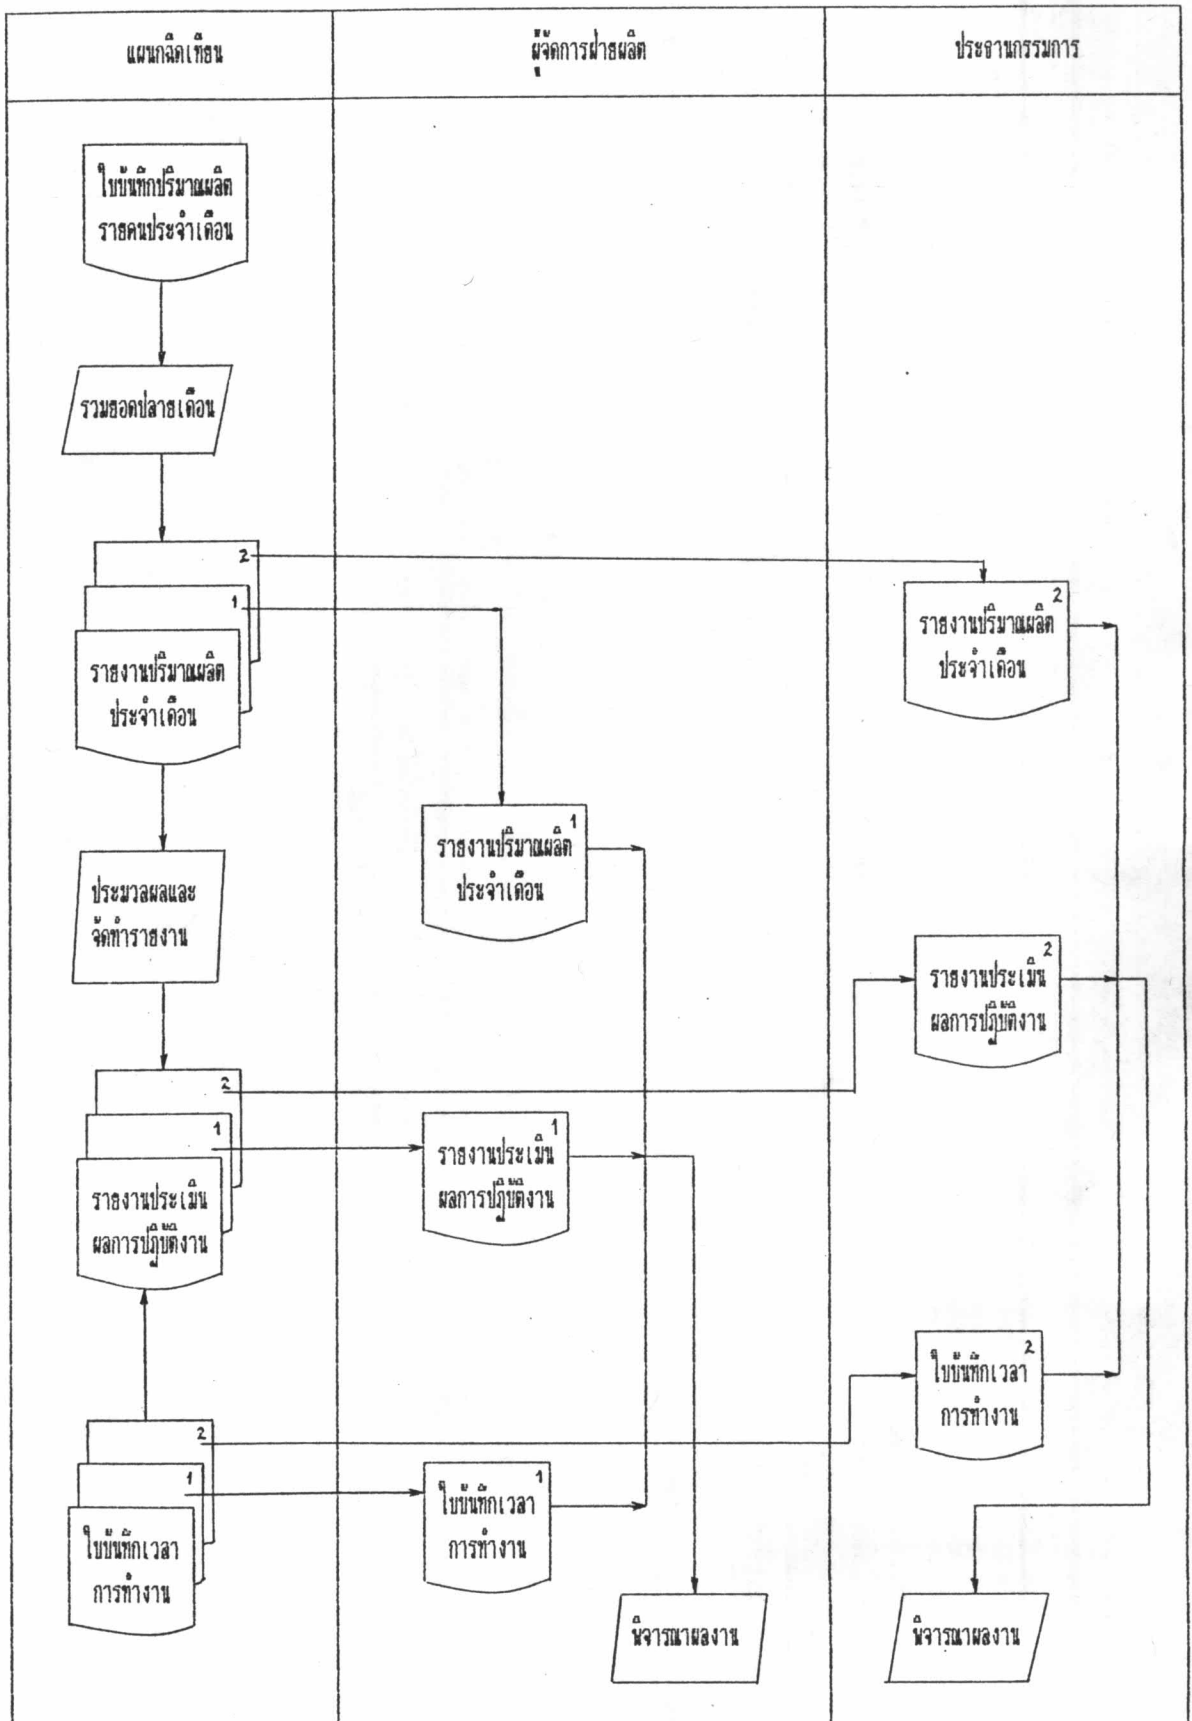 แผนกฉีดเทียน
ผู้จัดการฝ่ายผลิต
ประธานกรรมการ
ใบบันทึกปริมาณผลิต
รายคนประจำเดือน
รวมยอดปลายเดือน
2
1
รายงานปริมาณผลิต
ประจำเดือน
2
รายงานปริมาณผลิต
ประจำเดือน
1
รายงานปริมาณผลิต
ประจำเดือน
ประมวลผลและ
จัดทำรายงาน
2
รายงานประเมิน
ผลการปฏิบัติงาน
2
1
รายงานประเมิน
ผลการปฏิบัติงาน
1
รายงานประเมิน
ผลการปฏิบัติงาน
2
ใบบันทึกเวลา
การทำงาน
2
1
ใบบันทึกเวลา
การทำงาน
1
ใบบันทึกเวลา
การทำงาน
พิจารณาผลงาน
พิจารณาผลงาน